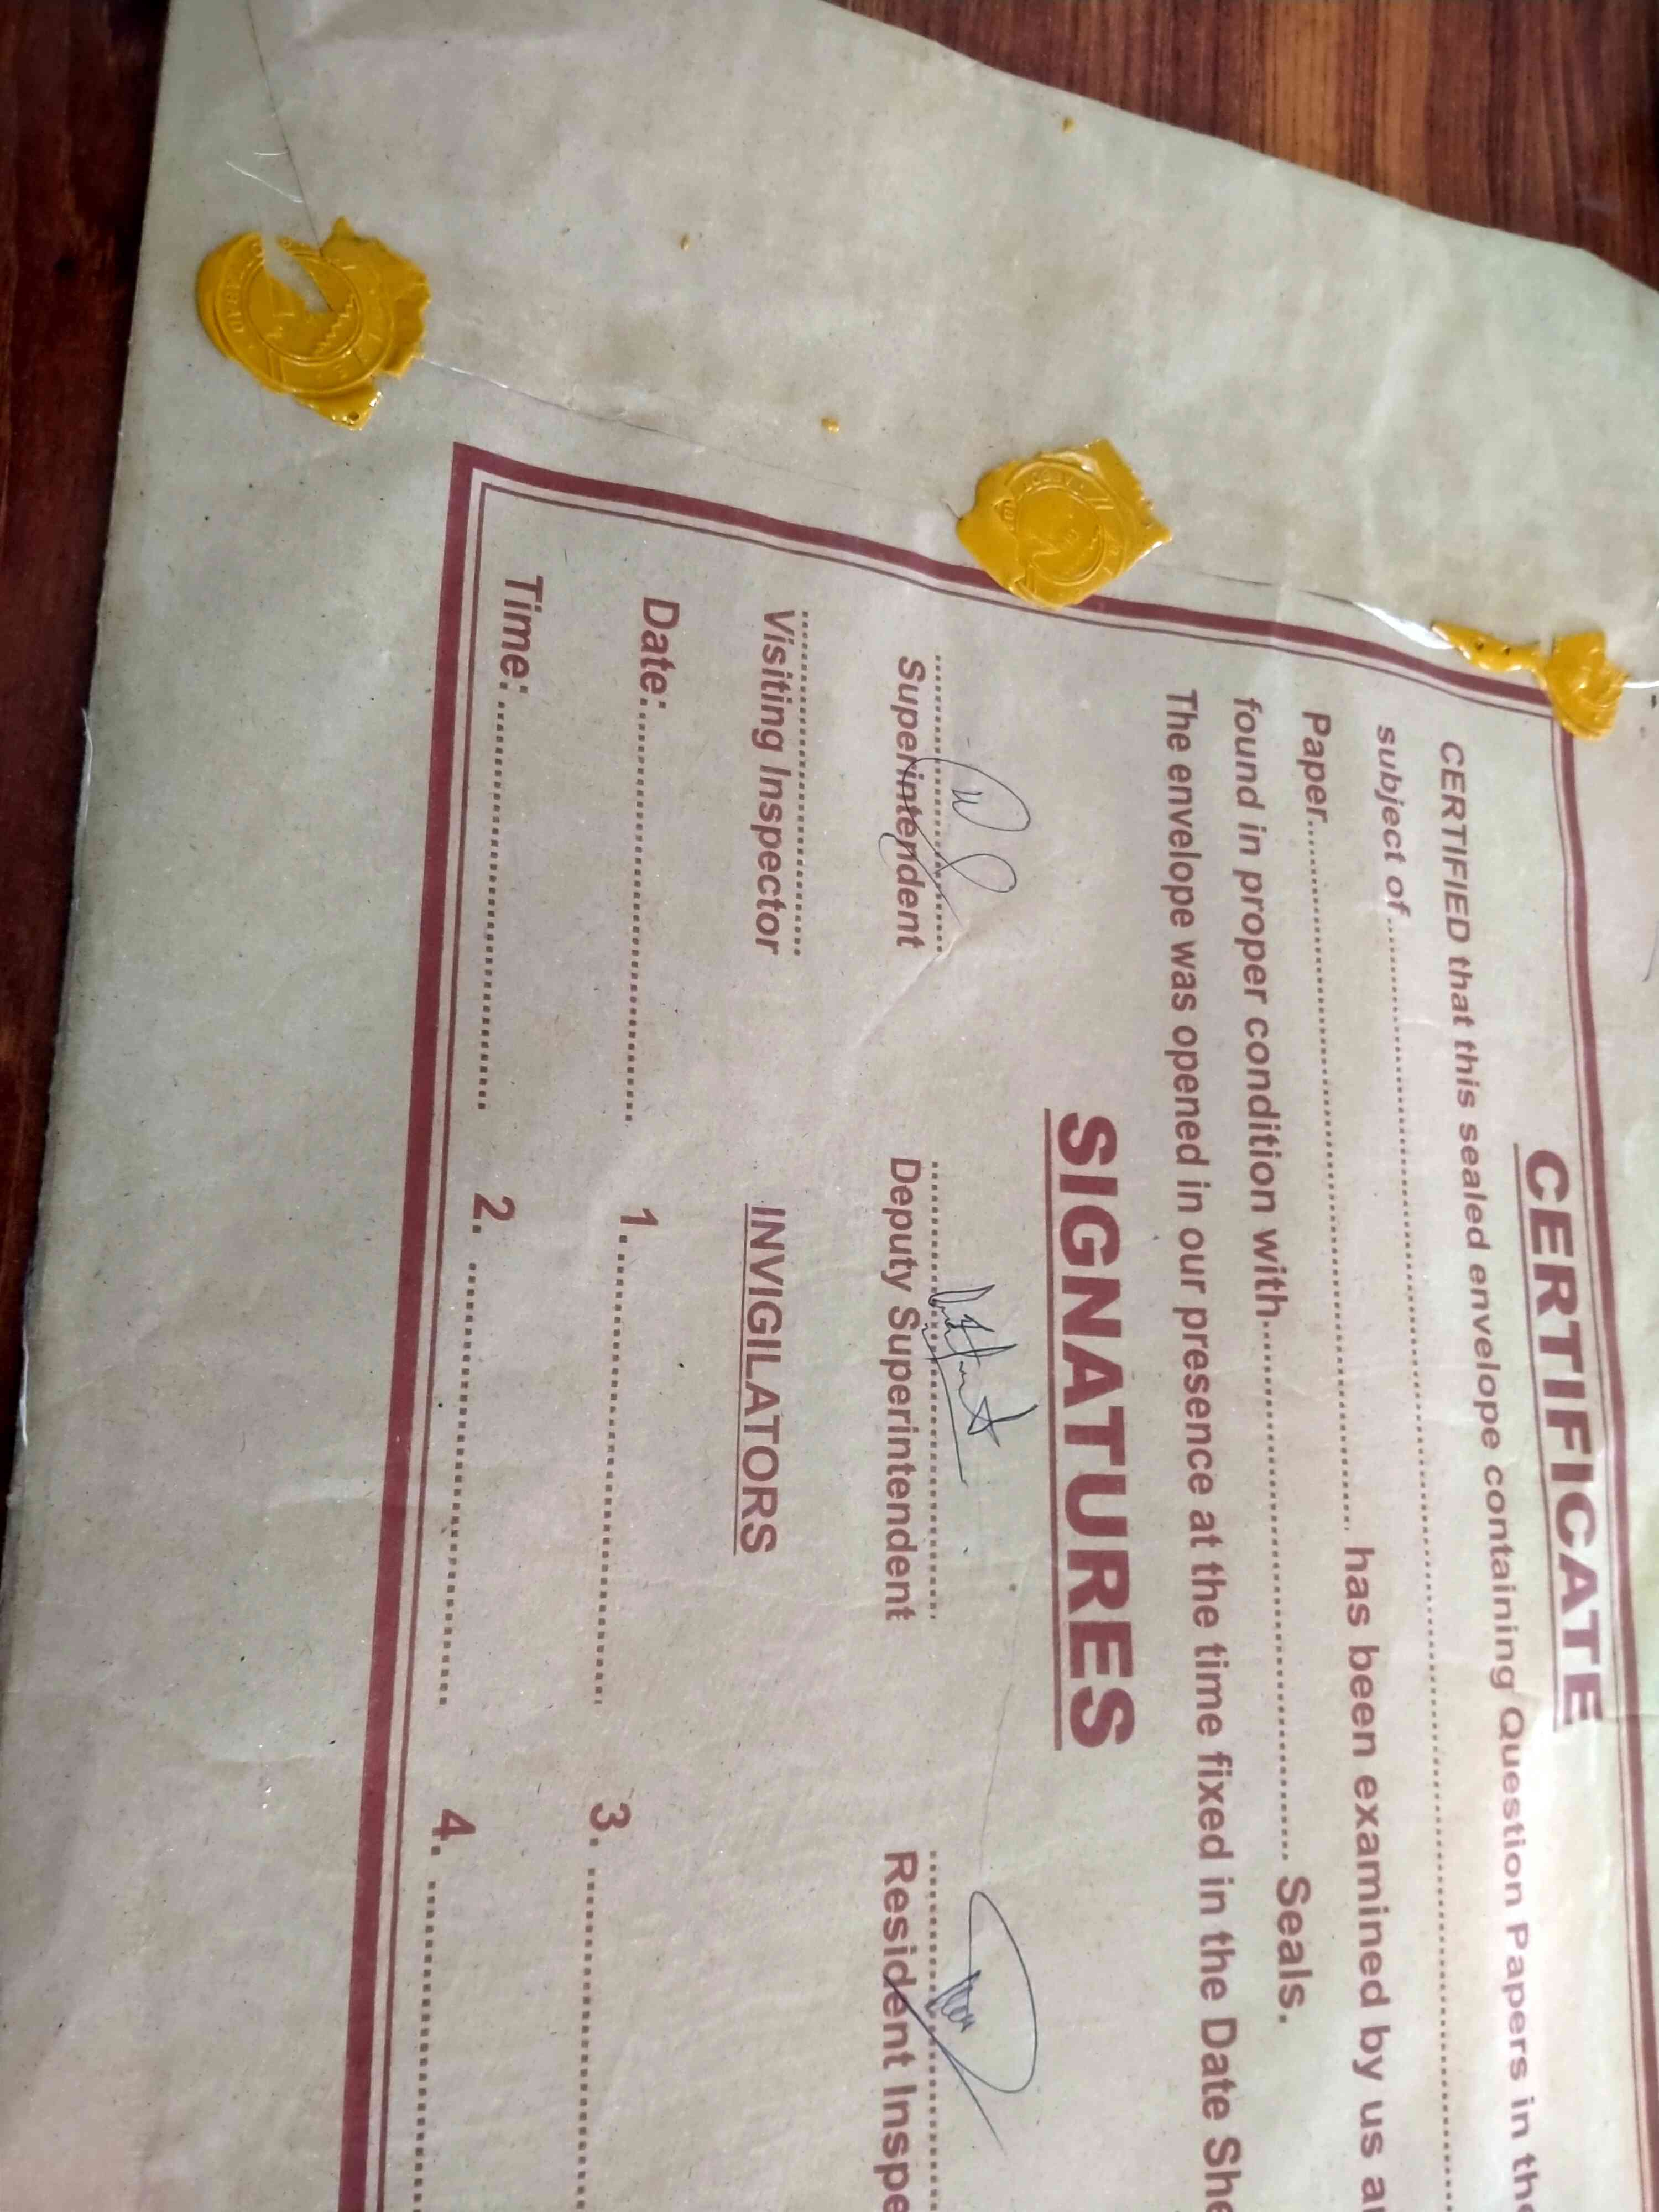 CERTIFICATE
CERTIFIED that this sealed envelope containing Question Papers in the
subject of............................................................
Paper............................................................ has been examined by us a
found in proper condition with............................................................ Seals.
The envelope was opened in our presence at the time fixed in the Date She
SIGNATURES
Superintendent Deputy Superintendent Resident Inspe
Visiting Inspector INVIGILATORS
Date:........................................ 1......................................... 3.........................................
Time:........................................ 2. ........................................ 4. ........................................